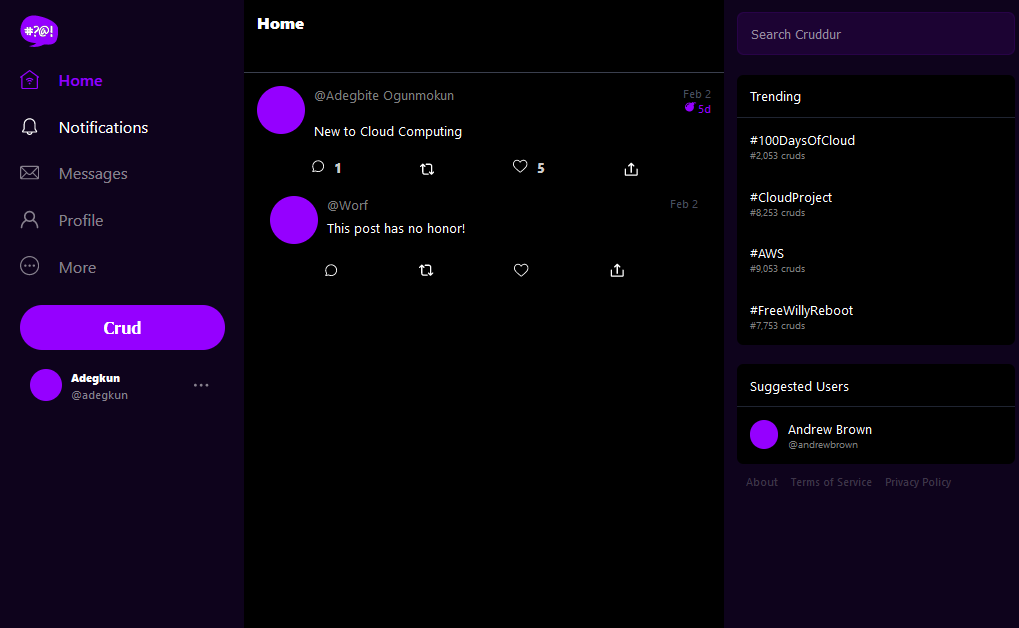 #?@!
Home
Notifications
Messages
Profile
More
Crud
Adegkun
@adegkun
Home
@Adegbite Ogunmokun
Feb 2
5d
New to Cloud Computing
1
5
@Worf
Feb 2
This post has no honor!
Search Cruddur
Trending
#100DaysOfCloud
#2,053 cruds
#CloudProject
#8,253 cruds
#AWS
#9,053 cruds
#FreeWillyReboot
#7,753 cruds
Suggested Users
Andrew Brown
@andrewbrown
About Terms of Service Privacy Policy